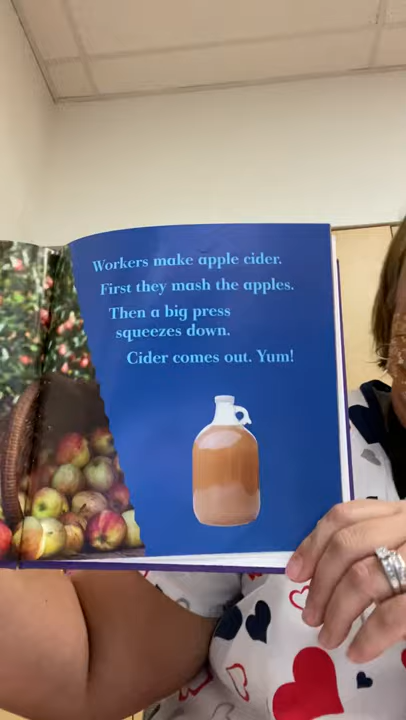 Workers make apple cider.
First they mash the apples.
Then a big press
squeezes down.
Cider comes out. Yum!